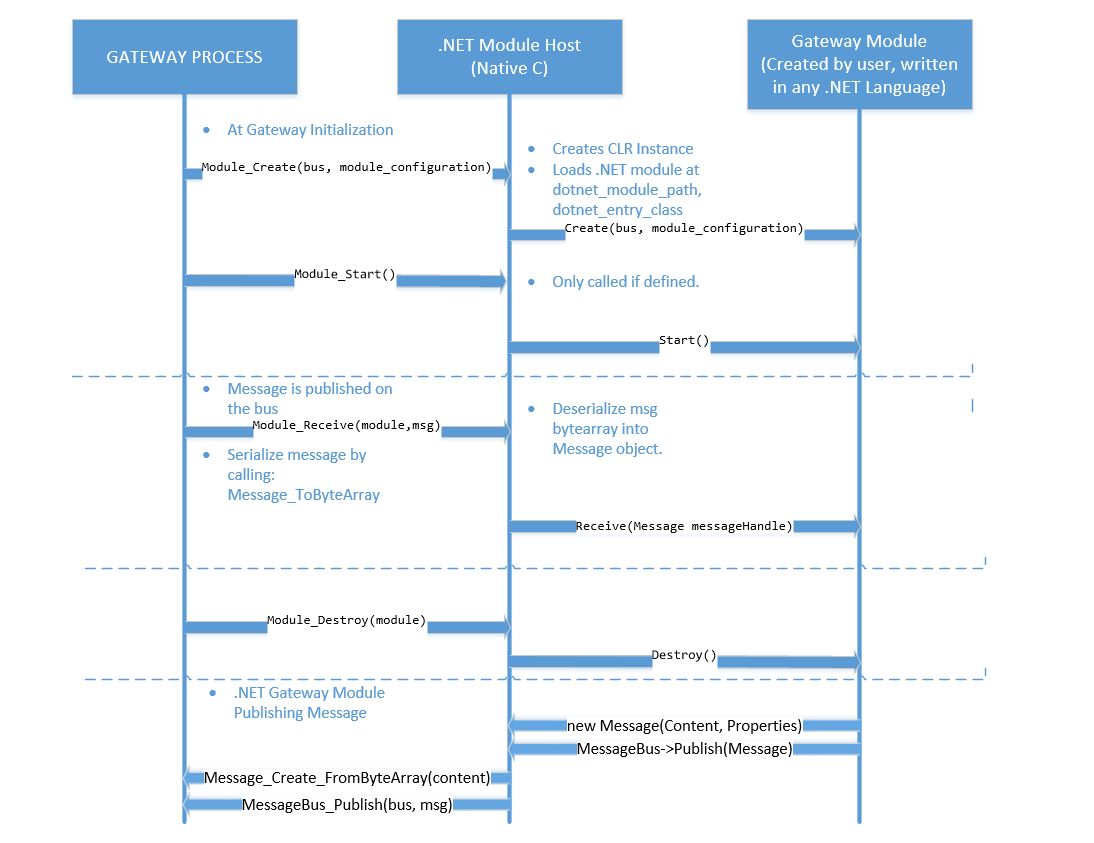 GATEWAY PROCESS
.NET Module Host
(Native C)
Gateway Module
(Created by user, written
in any .NET Language)
• At Gateway Initialization
Module_Create(bus, module_configuration)
• Creates CLR Instance
• Loads .NET module at
dotnet_module_path,
dotnet_entry_class
Create(bus, module_configuration)
Module_Start()
• Only called if defined.
Start()
• Message is published on
the bus
Module_Receive(module,msg)
• Serialize message by
calling:
Message_ToByteArray
• Deserialize msg
bytearray into
Message object.
Receive(Message messageHandle)
Module_Destroy(module)
Destroy()
• .NET Gateway Module
Publishing Message
new Message(Content, Properties)
MessageBus->Publish(Message)
Message_Create_FromByteArray(content)
MessageBus_Publish(bus, msg)